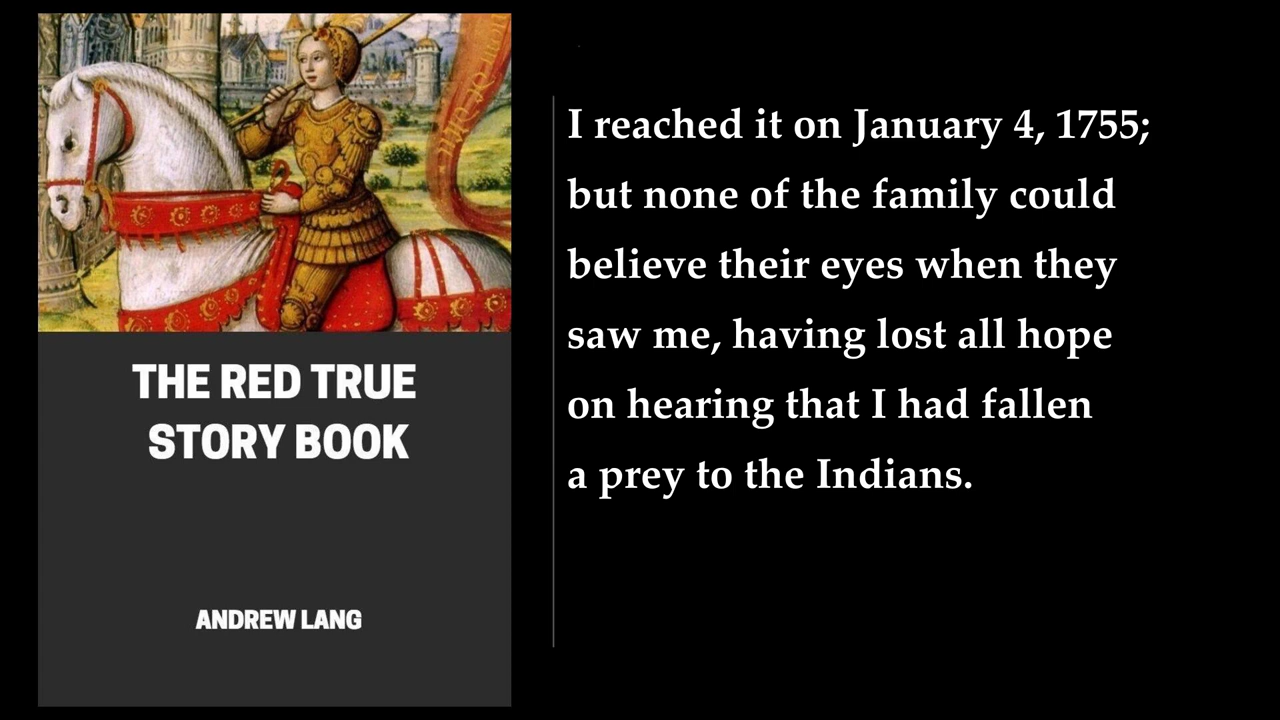 THE RED TRUE
STORY BOOK
ANDREW LANG
I reached it on January 4, 1755;
but none of the family could
believe their eyes when they
saw me, having lost all hope
on hearing that I had fallen
a prey to the Indians.